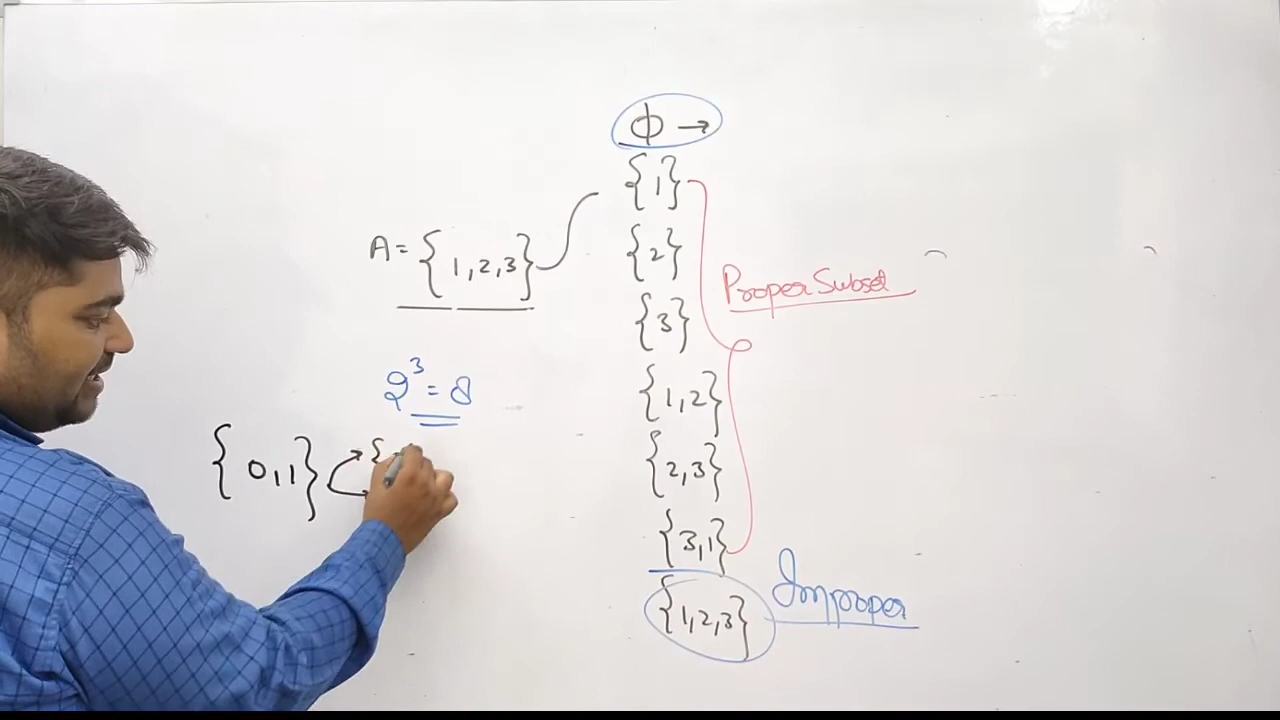 ϕ →
{1}
A = {1,2,3}
{2}
Proper Subset
{3}
2³ = 8
{1,2}
{0,1}
{
{2,3}
{3,1}
Improper
{1,2,3}